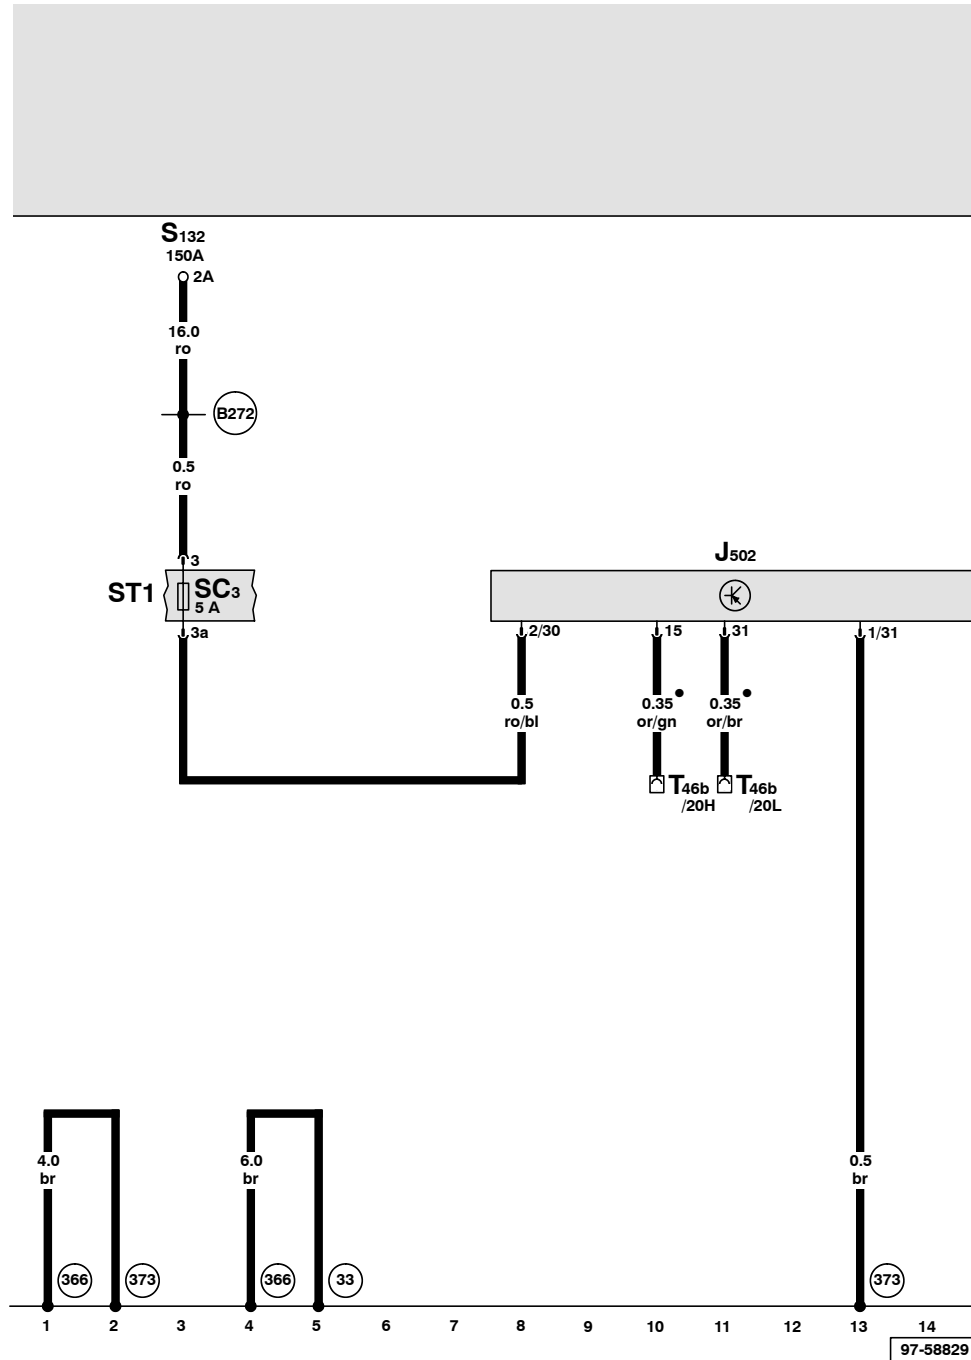 S132
150A
2A
16.0
ro
B272
0.5
ro
3
ST1
SC3
5 A
3a
J502
2/30
15
31
1/31
0.5
ro/bl
0.35
or/gn
0.35
or/br
T46b
/20H
T46b
/20L
4.0
br
6.0
br
0.5
br
366
373
366
33
373
1 2 3 4 5 6 7 8 9 10 11 12 13 14
97-58829